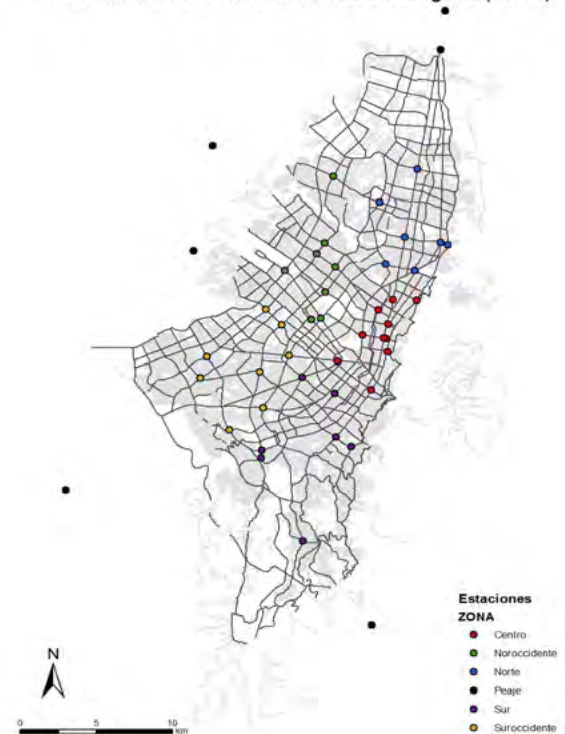 N
0 5 10
km
Estaciones
ZONA
Centro
Noroccidente
Norte
Peaje
Sur
Suroccidente